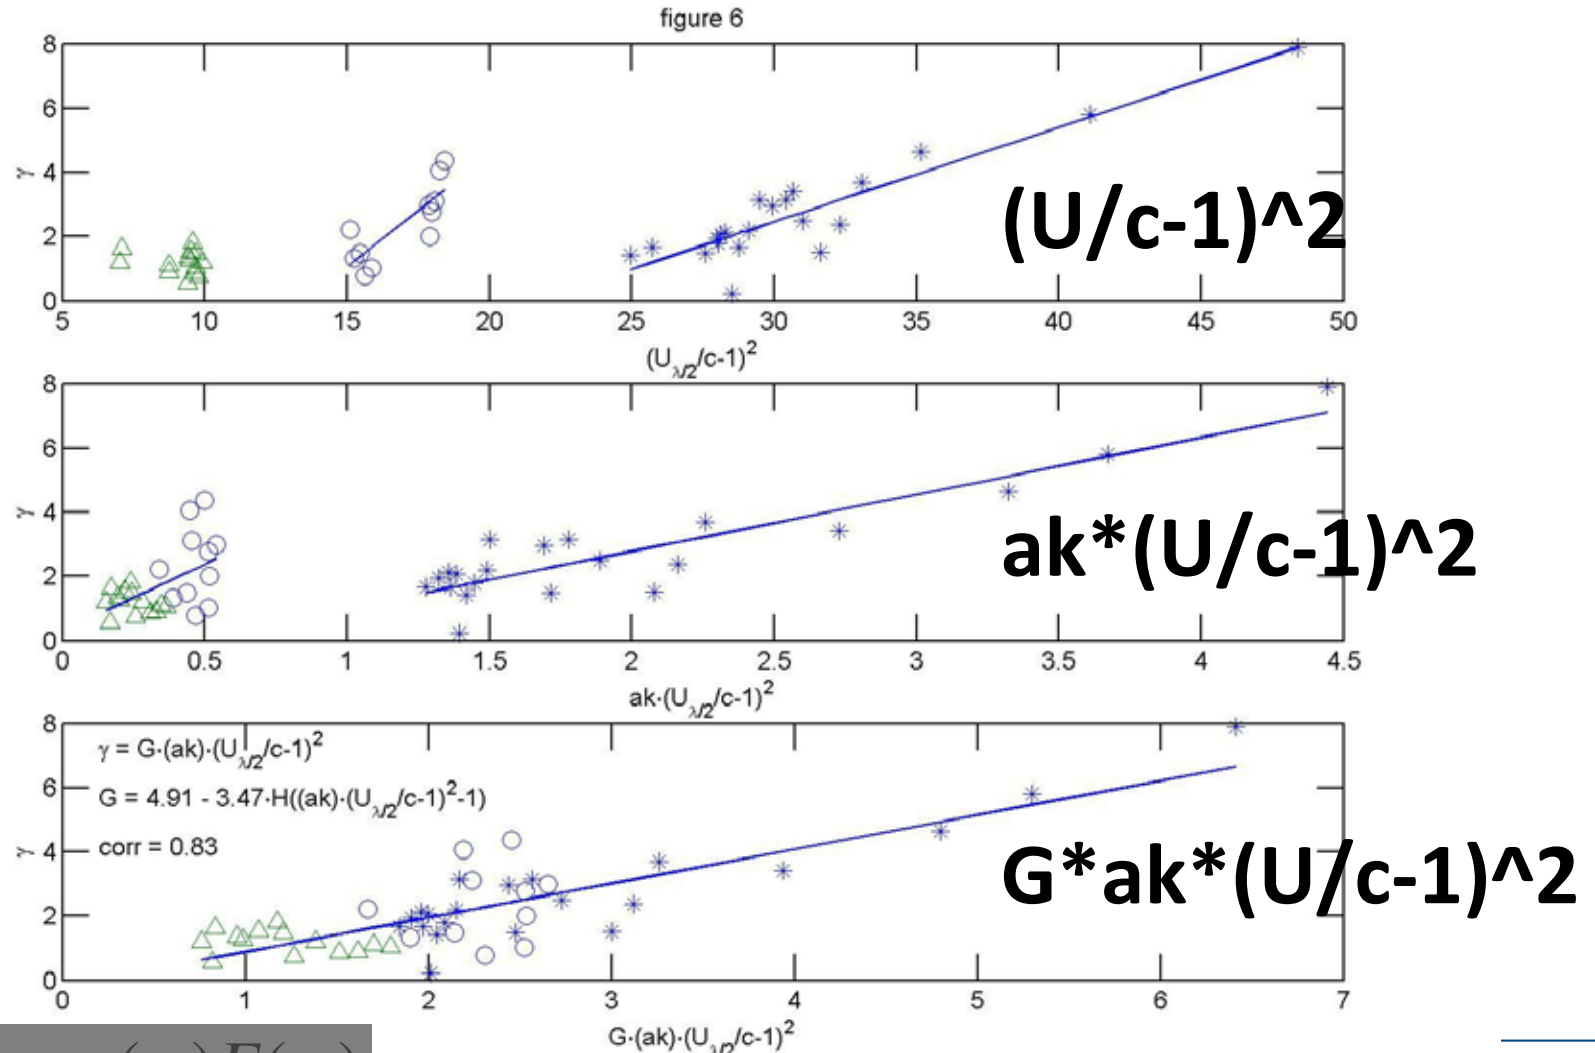 figure 6
8
6
4
2
0
γ
(U/c-1)^2
5 10 15 20 25 30 35 40 45 50
(U_λ/2/c-1)^2
8
6
4
2
0
γ
ak*(U/c-1)^2
0 0.5 1 1.5 2 2.5 3 3.5 4 4.5
ak·(U_λ/2/c-1)^2
8
6
4
2
0
γ
γ = G·(ak)·(U_λ/2/c-1)^2
G = 4.91 - 3.47·H((ak)·(U_λ/2/c-1)^2-1)
corr = 0.83
G*ak*(U/c-1)^2
0 1 2 3 4 5 6 7
G·(ak)·(U_λ/2/c-1)^2